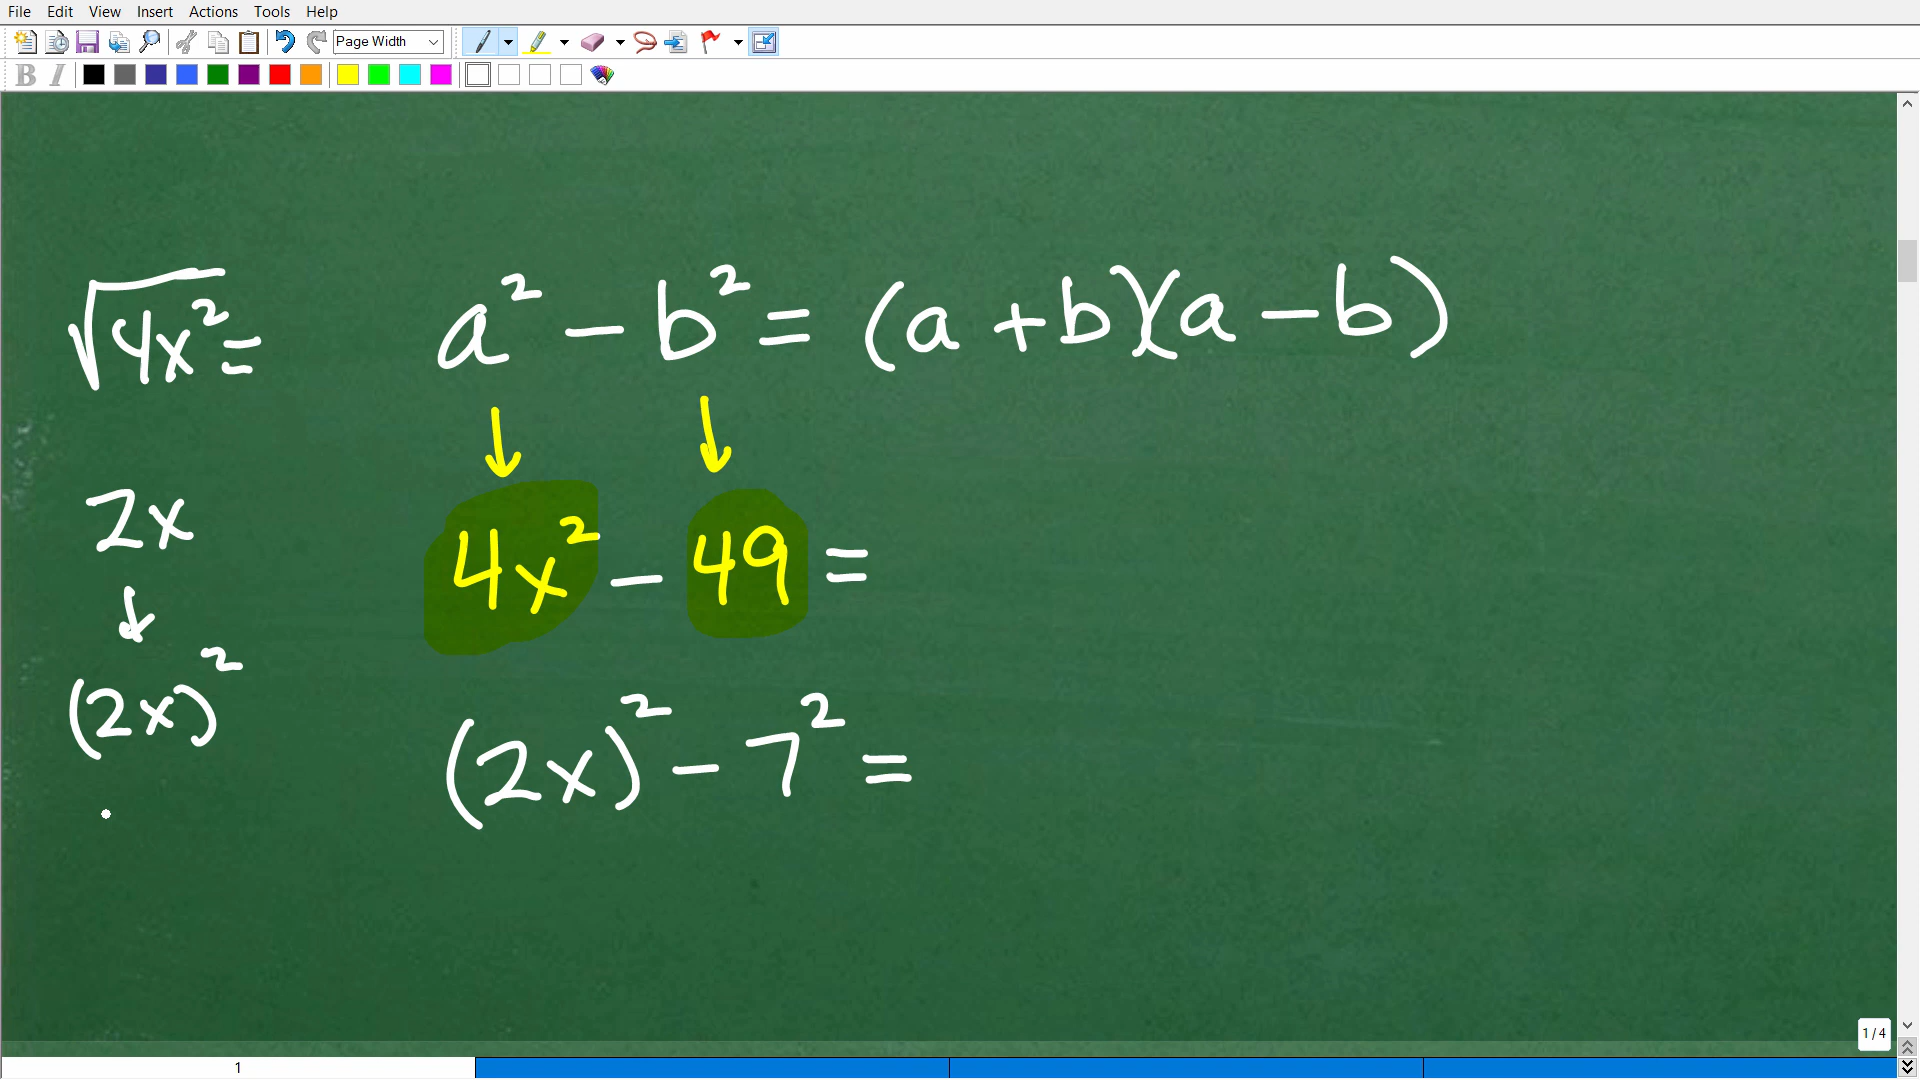 File Edit View Insert Actions Tools Help
Page Width
B I
√4x² =
a² - b² = (a + b)(a - b)
2x
4x² - 49 =
(2x)²
(2x)² - 7² =
1 / 4
1